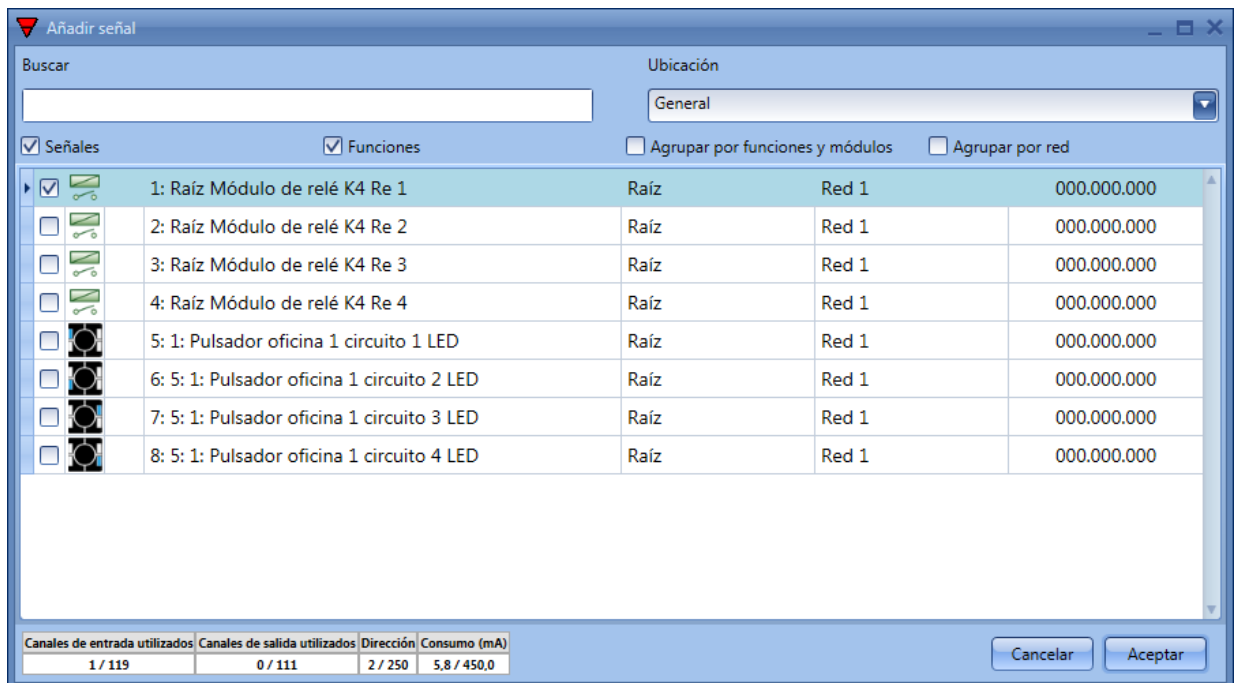 Añadir señal
Buscar Ubicación
General
Señales Funciones Agrupar por funciones y módulos Agrupar por red
1: Raíz Módulo de relé K4 Re 1 Raíz Red 1 000.000.000
2: Raíz Módulo de relé K4 Re 2 Raíz Red 1 000.000.000
3: Raíz Módulo de relé K4 Re 3 Raíz Red 1 000.000.000
4: Raíz Módulo de relé K4 Re 4 Raíz Red 1 000.000.000
5: 1: Pulsador oficina 1 circuito 1 LED Raíz Red 1 000.000.000
6: 5: 1: Pulsador oficina 1 circuito 2 LED Raíz Red 1 000.000.000
7: 5: 1: Pulsador oficina 1 circuito 3 LED Raíz Red 1 000.000.000
8: 5: 1: Pulsador oficina 1 circuito 4 LED Raíz Red 1 000.000.000
Canales de entrada utilizados Canales de salida utilizados Dirección Consumo (mA)
1 / 119 0 / 111 2 / 250 5,8 / 450,0
Cancelar Aceptar